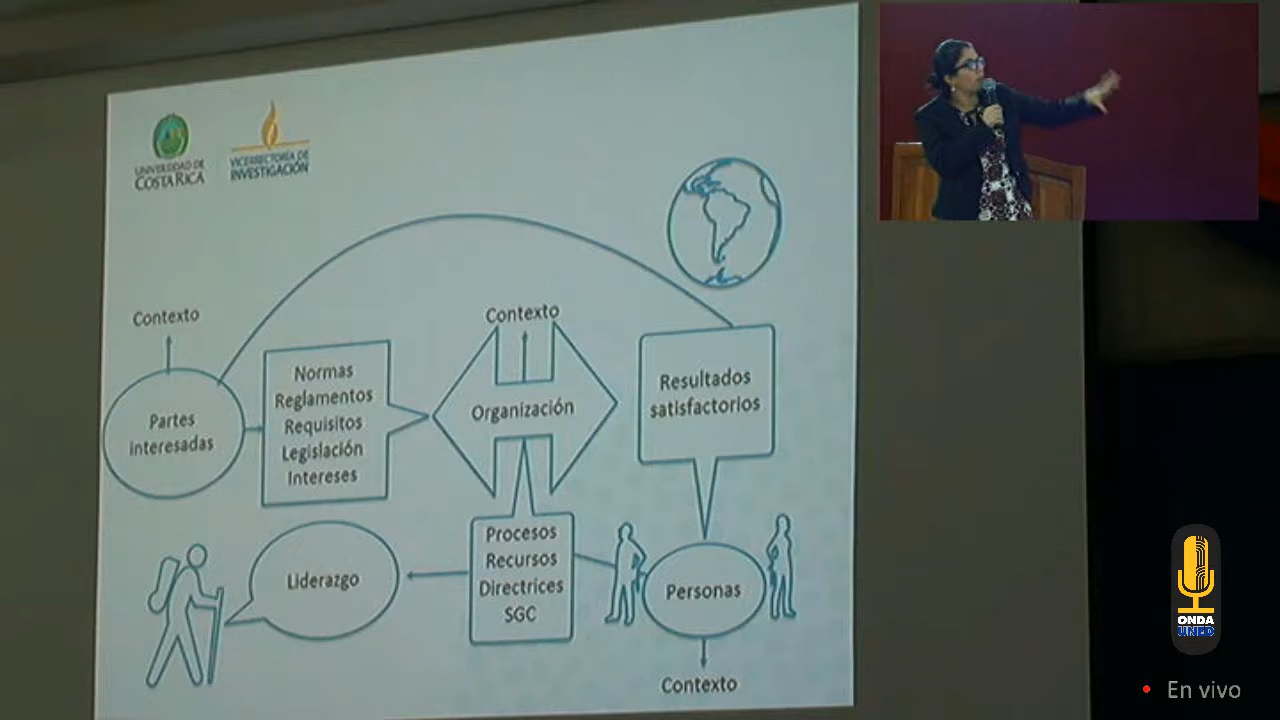 UNIVERSIDAD DE
COSTA RICA
VICERRECTORÍA DE
INVESTIGACIÓN
Contexto
Contexto
Partes
interesadas
Normas
Reglamentos
Requisitos
Legislación
Intereses
Organización
Resultados
satisfactorios
Liderazgo
Procesos
Recursos
Directrices
SGC
Personas
Contexto
ONDA
UNED
En vivo